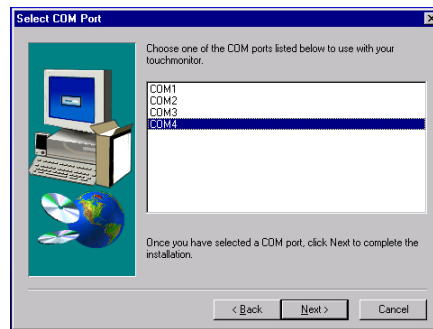 Select COM Port
Choose one of the COM ports listed below to use with your
touchmonitor.
COM1
COM2
COM3
COM4
Once you have selected a COM port, click Next to complete the
installation.
< Back
Next >
Cancel